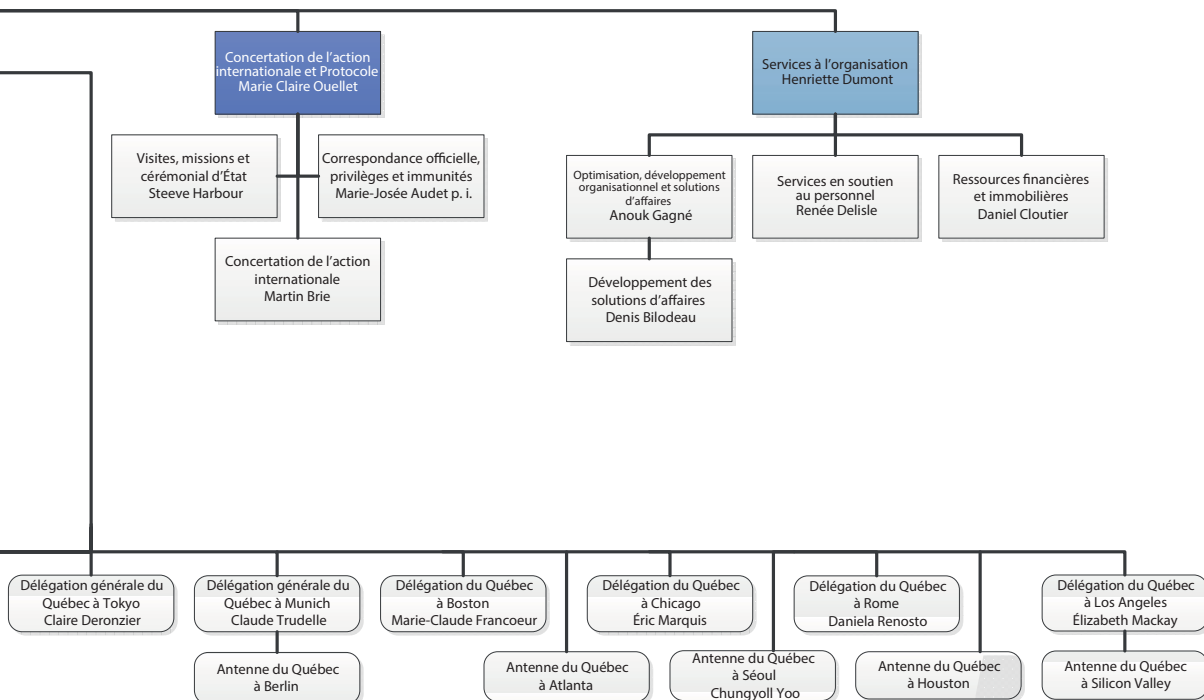 Concertation de l'action
internationale et Protocole
Marie Claire Ouellet
Services à l'organisation
Henriette Dumont
Visites, missions et
cérémonial d'État
Steeve Harbour
Correspondance officielle,
privilèges et immunités
Marie-Josée Audet p. i.
Concertation de l'action
internationale
Martin Brie
Optimisation, développement
organisationnel et solutions
d'affaires
Anouk Gagné
Services en soutien
au personnel
Renée Delisle
Ressources financières
et immobilières
Daniel Cloutier
Développement des
solutions d'affaires
Denis Bilodeau
Délégation générale du
Québec à Tokyo
Claire Deronzier
Délégation générale du
Québec à Munich
Claude Trudelle
Délégation du Québec
à Boston
Marie-Claude Francoeur
Délégation du Québec
à Chicago
Éric Marquis
Délégation du Québec
à Rome
Daniela Renosto
Délégation du Québec
à Los Angeles
Élizabeth Mackay
Antenne du Québec
à Berlin
Antenne du Québec
à Atlanta
Antenne du Québec
à Séoul
Chungyoll Yoo
Antenne du Québec
à Houston
Antenne du Québec
à Silicon Valley